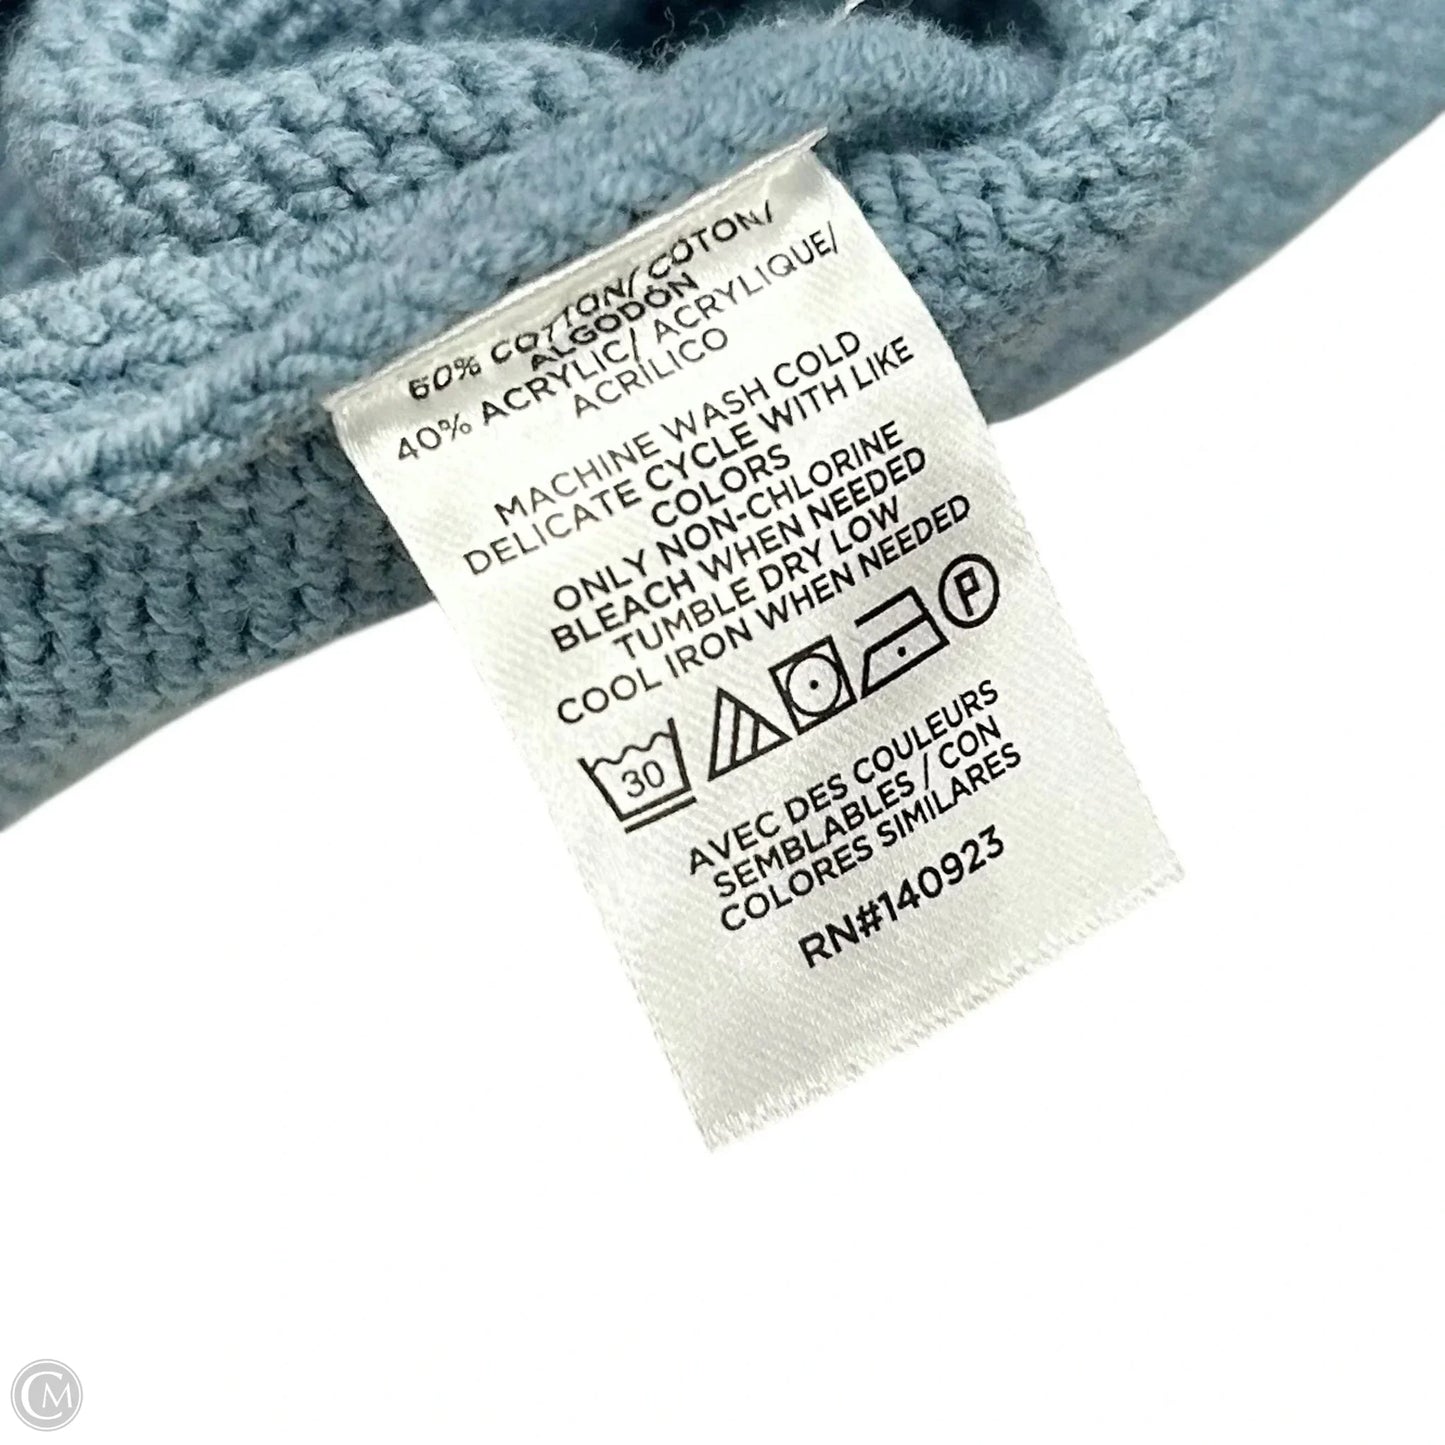 60% COTTON/ COTON/
ALGODÓN
40% ACRYLIC/ ACRYLIQUE/
ACRÍLICO
MACHINE WASH COLD
DELICATE CYCLE WITH LIKE
COLORS
ONLY NON-CHLORINE
BLEACH WHEN NEEDED
TUMBLE DRY LOW
COOL IRON WHEN NEEDED
30 P
AVEC DES COULEURS
SEMBLABLES / CON
COLORES SIMILARES
RN#140923
CM